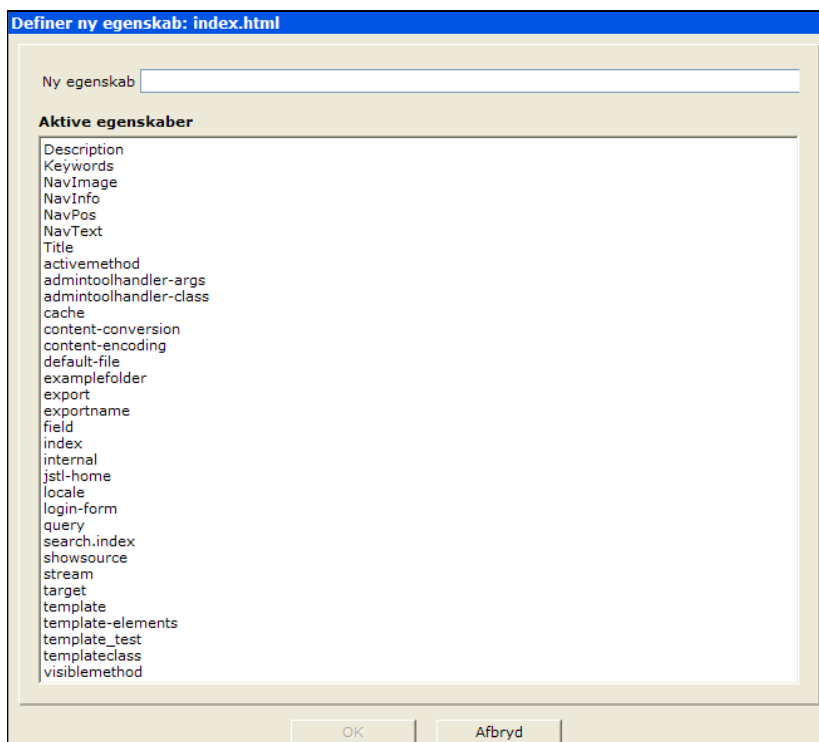 Definer ny egenskab: index.html
Ny egenskab
Aktive egenskaber
Description
Keywords
NavImage
NavInfo
NavPos
NavText
Title
activemethod
admintoolhandler-args
admintoolhandler-class
cache
content-conversion
content-encoding
default-file
examplefolder
export
exportname
field
index
internal
jstl-home
locale
login-form
query
search.index
showsource
stream
target
template
template-elements
template_test
templateclass
visiblemethod
OK Afbryd